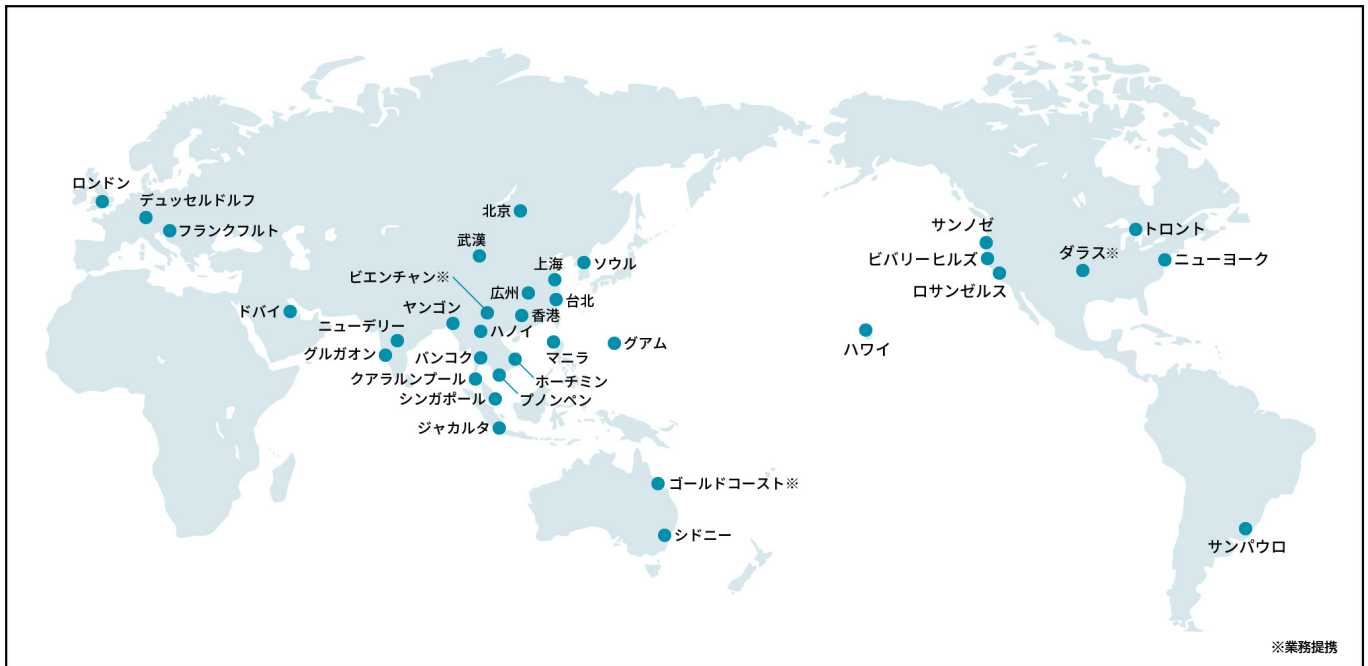 ロンドン
デュッセルドルフ
フランクフルト
北京
武漢
ビエンチャン※
上海
ソウル
広州
台北
ヤンゴン
香港
ドバイ
ニューデリー
ハノイ
グルガオン
バンコク
マニラ
グアム
クアラルンプール
ホーチミン
シンガポール
プノンペン
ジャカルタ
ゴールドコースト※
シドニー
サンノゼ
トロント
ビバリーヒルズ
ダラス※
ニューヨーク
ロサンゼルス
ハワイ
サンパウロ
※業務提携